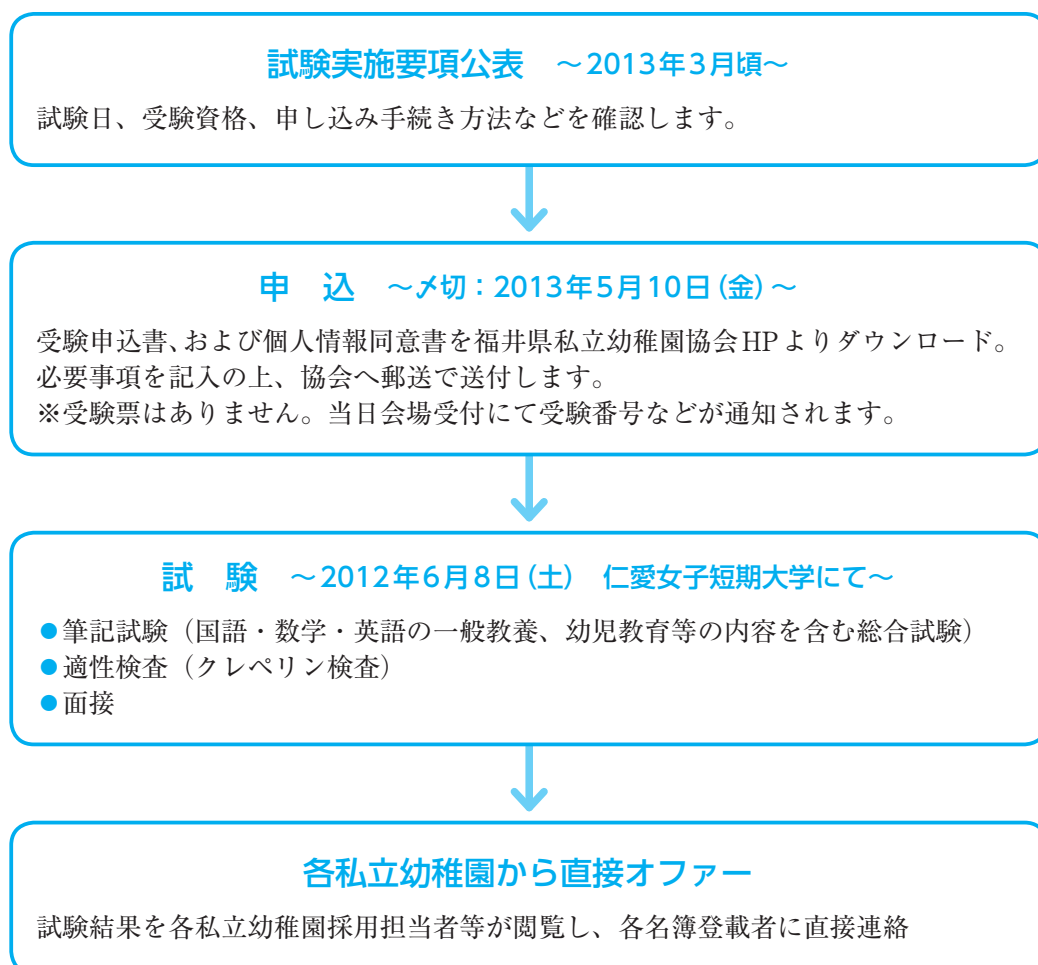 試験実施要項公表 ～2013年3月頃～
試験日、受験資格、申し込み手続き方法などを確認します。
申 込 ～〆切：2013年5月10日(金)～
受験申込書、および個人情報同意書を福井県私立幼稚園協会HPよりダウンロード。
必要事項を記入の上、協会へ郵送で送付します。
※受験票はありません。当日会場受付にて受験番号などが通知されます。
試 験 ～2012年6月8日(土) 仁愛女子短期大学にて～
●筆記試験（国語・数学・英語の一般教養、幼児教育等の内容を含む総合試験）
●適性検査（クレペリン検査）
●面接
各私立幼稚園から直接オファー
試験結果を各私立幼稚園採用担当者等が閲覧し、各名簿登載者に直接連絡